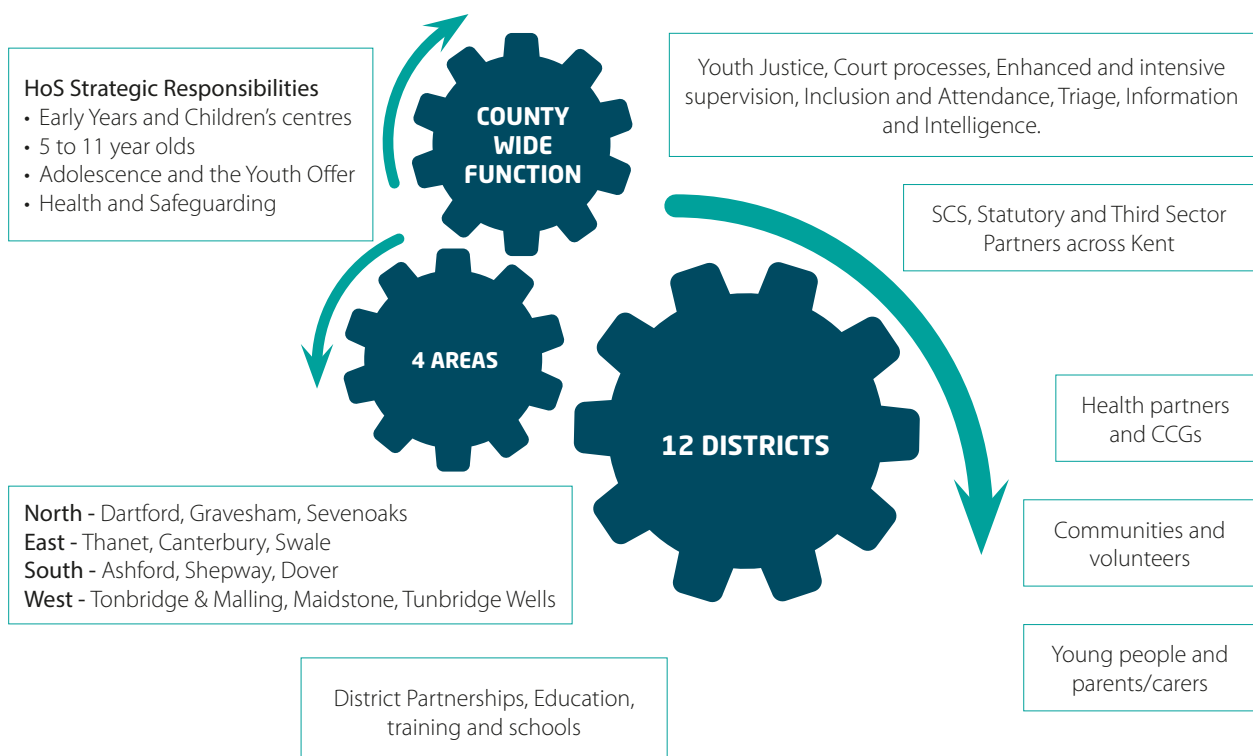 HoS Strategic Responsibilities
• Early Years and Children's centres
• 5 to 11 year olds
• Adolescence and the Youth Offer
• Health and Safeguarding
COUNTY
WIDE
FUNCTION
Youth Justice, Court processes, Enhanced and intensive
supervision, Inclusion and Attendance, Triage, Information
and Intelligence.
SCS, Statutory and Third Sector
Partners across Kent
4 AREAS
12 DISTRICTS
Health partners
and CCGs
North - Dartford, Gravesham, Sevenoaks
East - Thanet, Canterbury, Swale
South - Ashford, Shepway, Dover
West - Tonbridge & Malling, Maidstone, Tunbridge Wells
Communities and
volunteers
Young people and
parents/carers
District Partnerships, Education,
training and schools